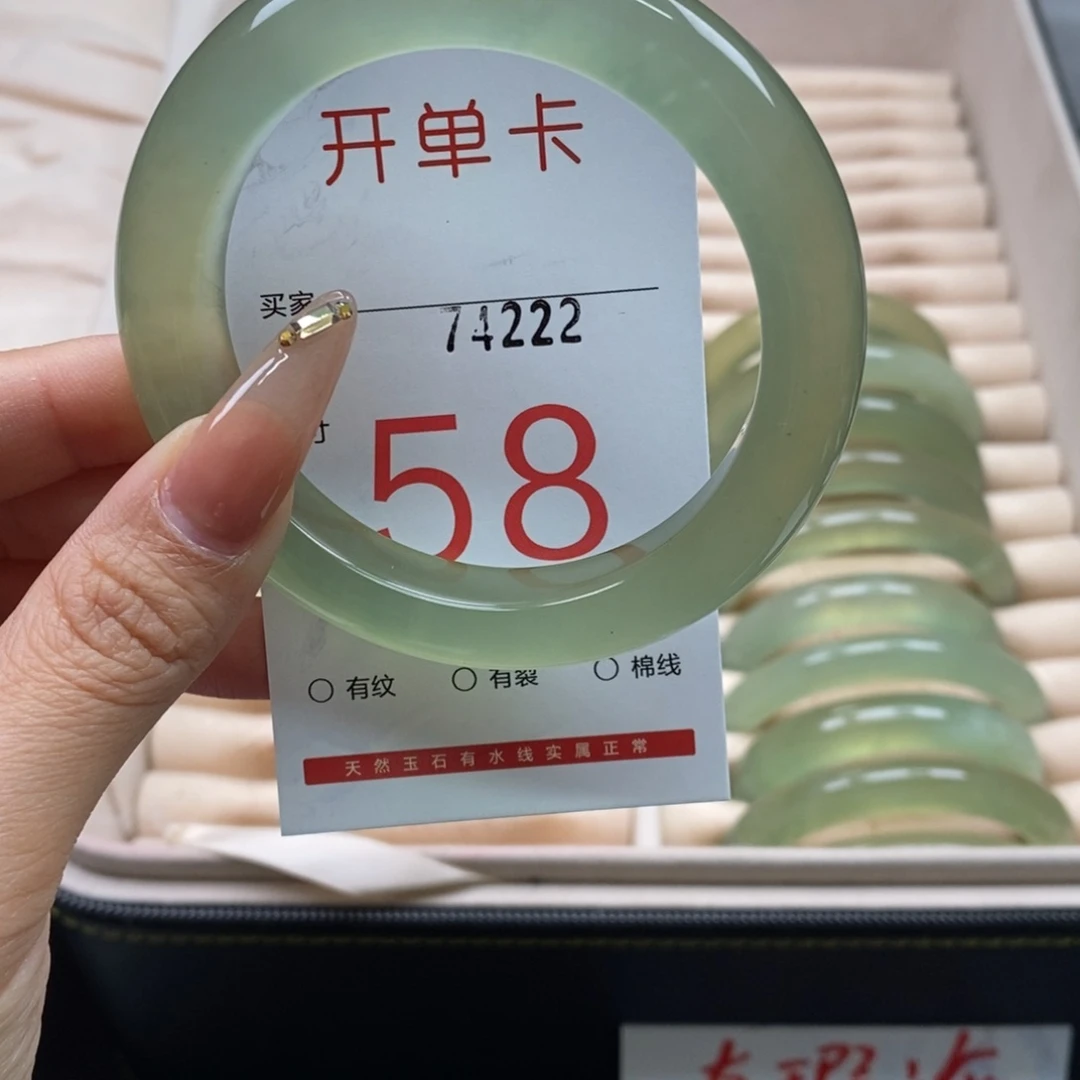 开单卡
买家
74222
寸
58
○ 有纹 ○ 有裂 ○ 棉线
天然玉石有水线实属正常